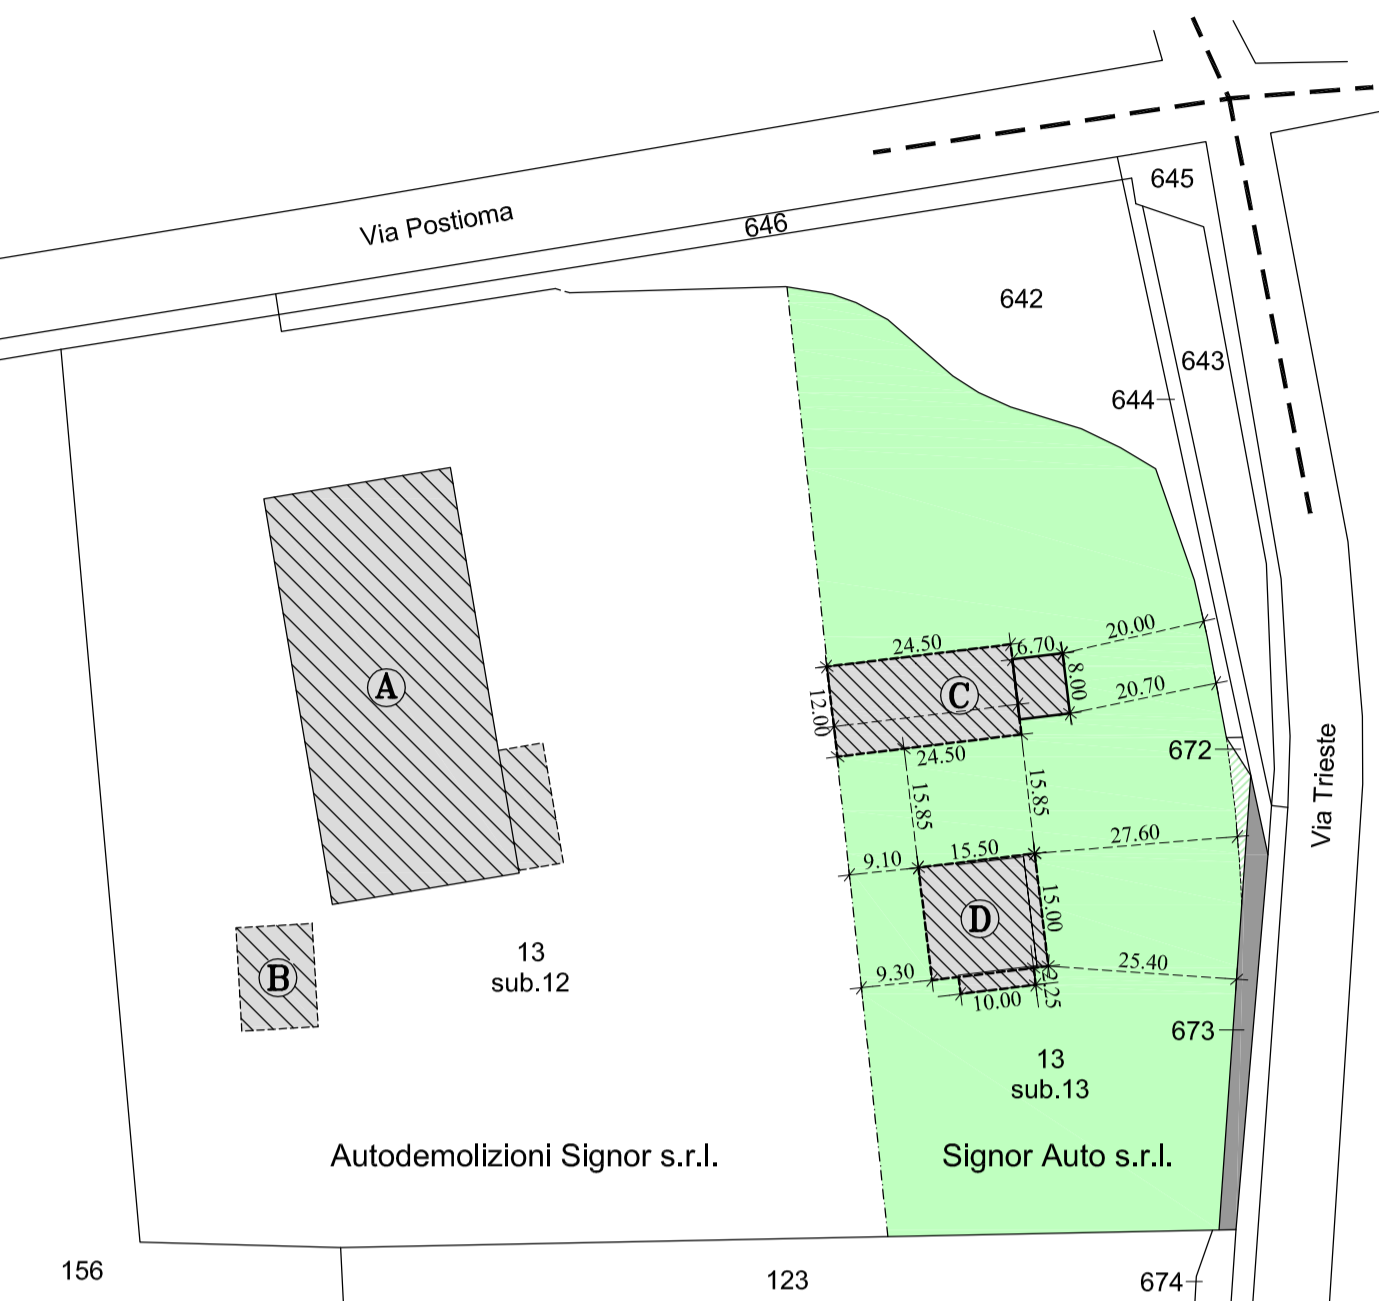 645
Via Postioma
646
642
643
644
24.50
6.70
20.00
8.00
20.70
A
C
12.00
24.50
672
15.85
15.85
Via Trieste
9.10
15.50
27.60
15.00
D
13
sub.12
B
9.30
25.40
10.00
2.25
673
13
sub.13
Autodemolizioni Signor s.r.l.
Signor Auto s.r.l.
156
123
674